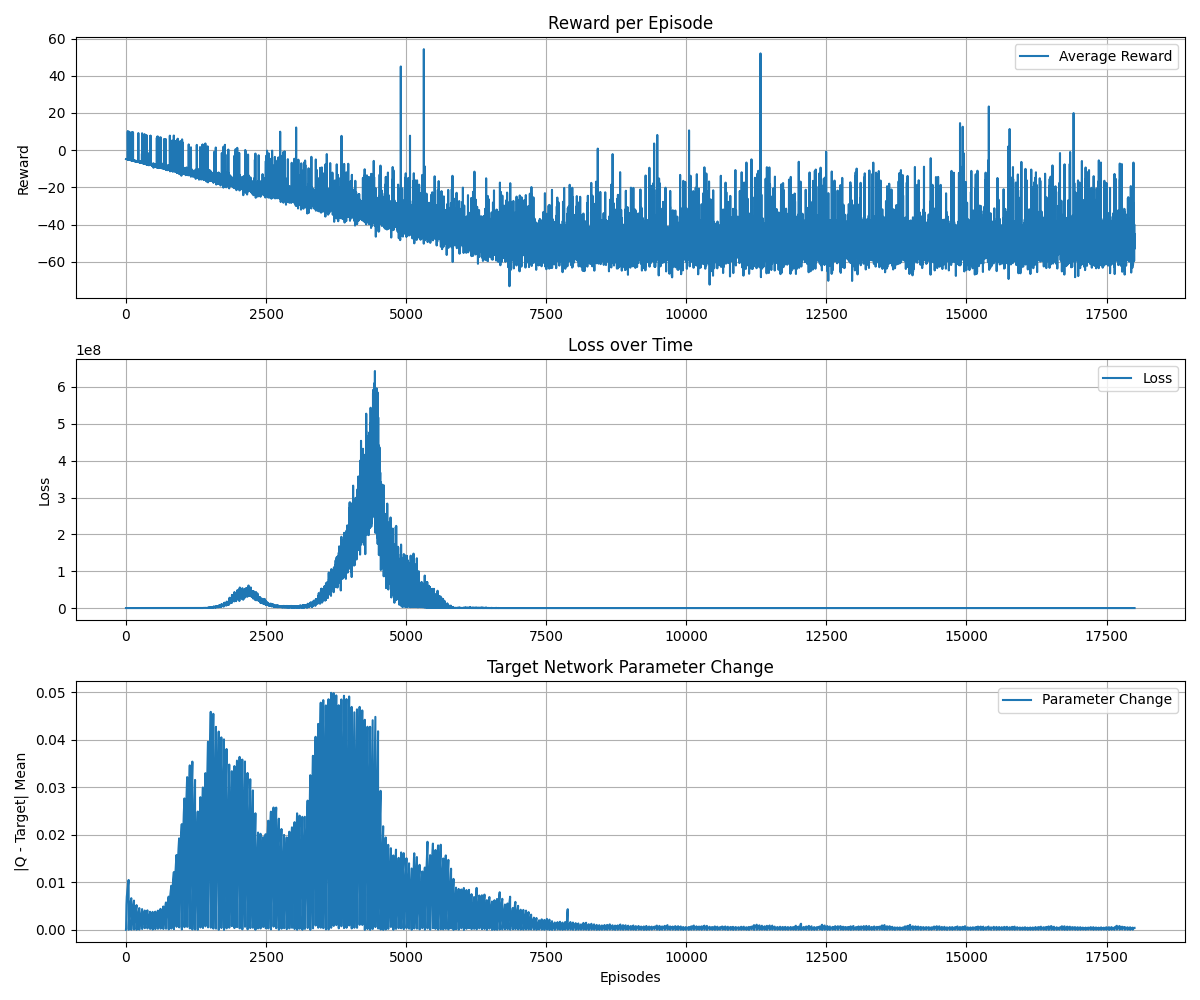 Reward per Episode
60
40
20
0
−20
−40
−60
Reward
Average Reward
0 2500 5000 7500 10000 12500 15000 17500
Loss over Time
1e8
6
5
4
3
2
1
0
Loss
Loss
0 2500 5000 7500 10000 12500 15000 17500
Target Network Parameter Change
0.05
0.04
0.03
0.02
0.01
0.00
|Q - Target| Mean
Parameter Change
0 2500 5000 7500 10000 12500 15000 17500
Episodes